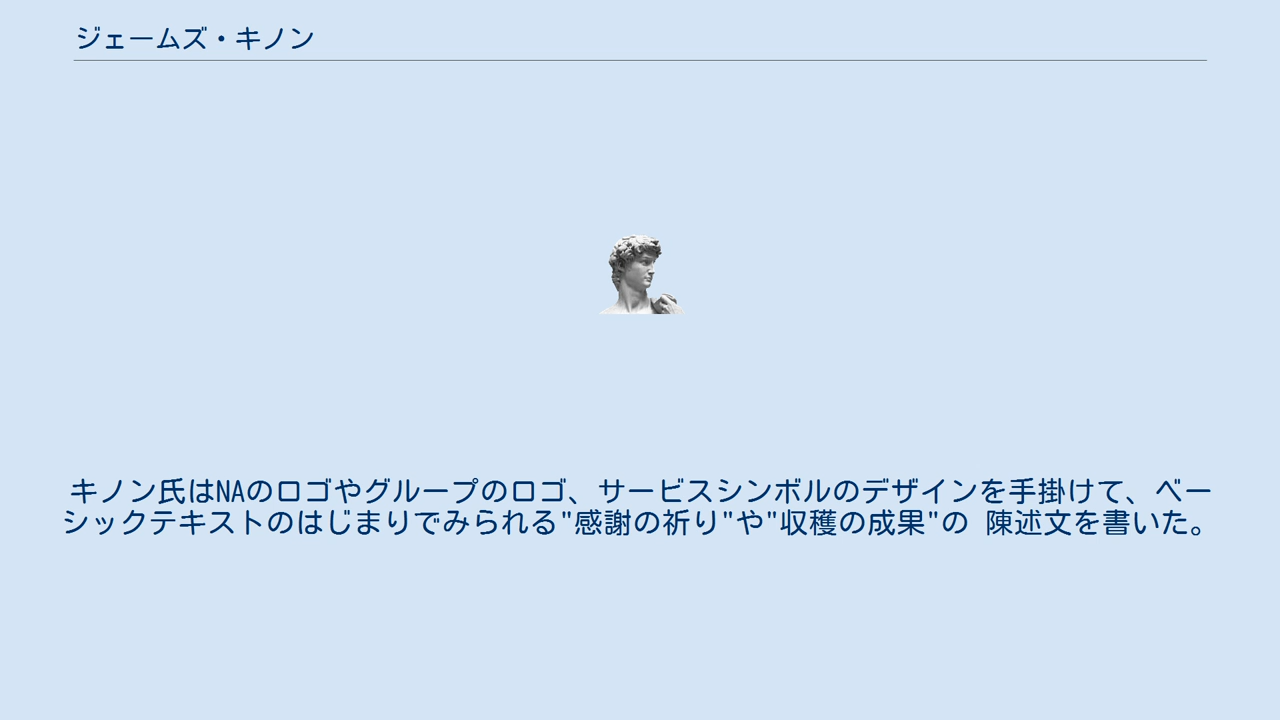 ジェームズ・キノン
キノン氏はNAのロゴやグループのロゴ、サービスシンボルのデザインを手掛けて、ベー
シックテキストのはじまりでみられる"感謝の祈り"や"収穫の成果"の 陳述文を書いた。